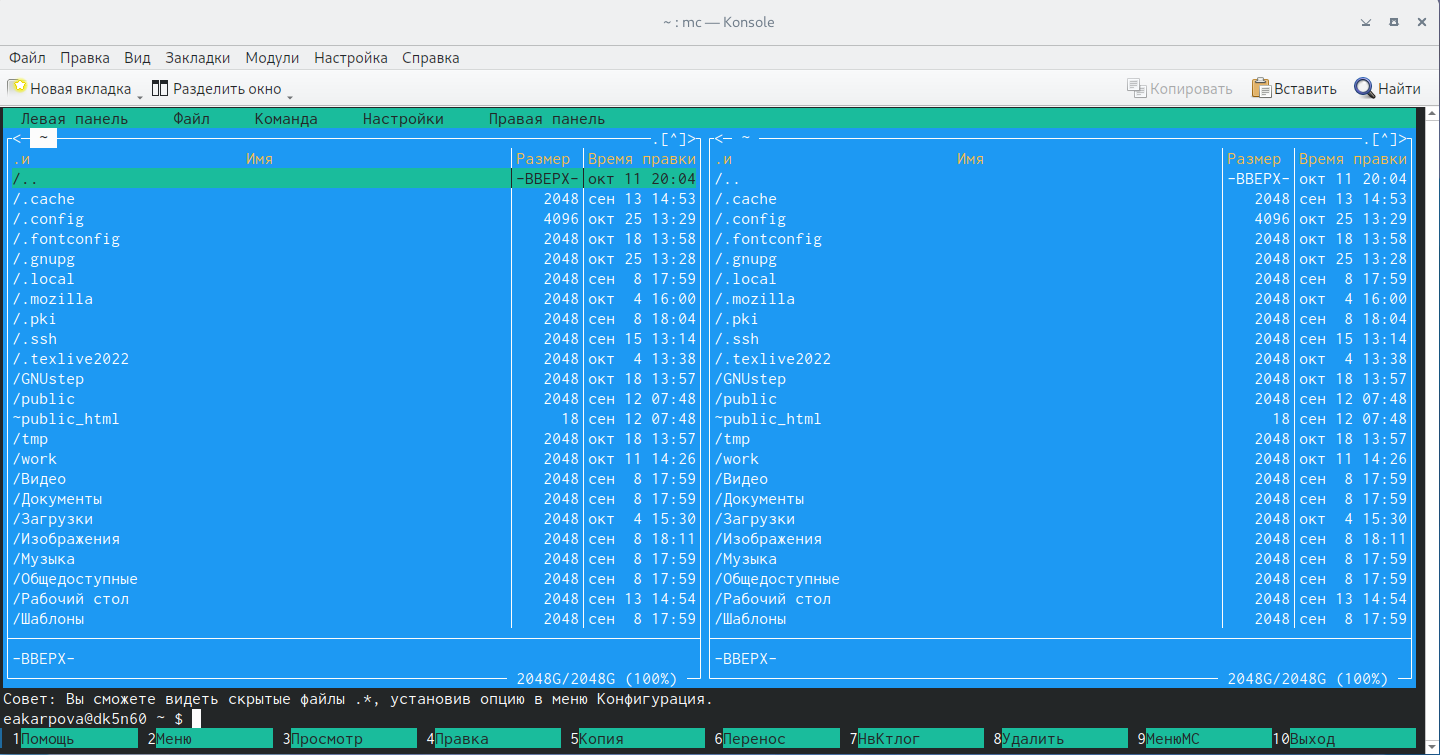 ~ : mc — Konsole
Файл Правка Вид Закладки Модули Настройка Справка
Новая вкладка Разделить окно Копировать Вставить Найти
Левая панель Файл Команда Настройки Правая панель
<─ ~ .[^]> <─ ~ .[^]>
.и Имя Размер Время правки .и Имя Размер Время правки
/.. -ВВЕРХ- окт 11 20:04 /.. -ВВЕРХ- окт 11 20:04
/.cache 2048 сен 13 14:53 /.cache 2048 сен 13 14:53
/.config 4096 окт 25 13:29 /.config 4096 окт 25 13:29
/.fontconfig 2048 окт 18 13:58 /.fontconfig 2048 окт 18 13:58
/.gnupg 2048 окт 25 13:28 /.gnupg 2048 окт 25 13:28
/.local 2048 сен 8 17:59 /.local 2048 сен 8 17:59
/.mozilla 2048 окт 4 16:00 /.mozilla 2048 окт 4 16:00
/.pki 2048 сен 8 18:04 /.pki 2048 сен 8 18:04
/.ssh 2048 сен 15 13:14 /.ssh 2048 сен 15 13:14
/.texlive2022 2048 окт 4 13:38 /.texlive2022 2048 окт 4 13:38
/GNUstep 2048 окт 18 13:57 /GNUstep 2048 окт 18 13:57
/public 2048 сен 12 07:48 /public 2048 сен 12 07:48
~public_html 18 сен 12 07:48 ~public_html 18 сен 12 07:48
/tmp 2048 окт 18 13:57 /tmp 2048 окт 18 13:57
/work 2048 окт 11 14:26 /work 2048 окт 11 14:26
/Видео 2048 сен 8 17:59 /Видео 2048 сен 8 17:59
/Документы 2048 сен 8 17:59 /Документы 2048 сен 8 17:59
/Загрузки 2048 окт 4 15:30 /Загрузки 2048 окт 4 15:30
/Изображения 2048 сен 8 18:11 /Изображения 2048 сен 8 18:11
/Музыка 2048 сен 8 17:59 /Музыка 2048 сен 8 17:59
/Общедоступные 2048 сен 8 17:59 /Общедоступные 2048 сен 8 17:59
/Рабочий стол 2048 сен 13 14:54 /Рабочий стол 2048 сен 13 14:54
/Шаблоны 2048 сен 8 17:59 /Шаблоны 2048 сен 8 17:59
-ВВЕРХ- -ВВЕРХ-
2048G/2048G (100%) 2048G/2048G (100%)
Совет: Вы сможете видеть скрытые файлы .*, установив опцию в меню Конфигурация.
eakarpova@dk5n60 ~ $
1Помощь 2Меню 3Просмотр 4Правка 5Копия 6Перенос 7НвКтлог 8Удалить 9МенюМС 10Выход